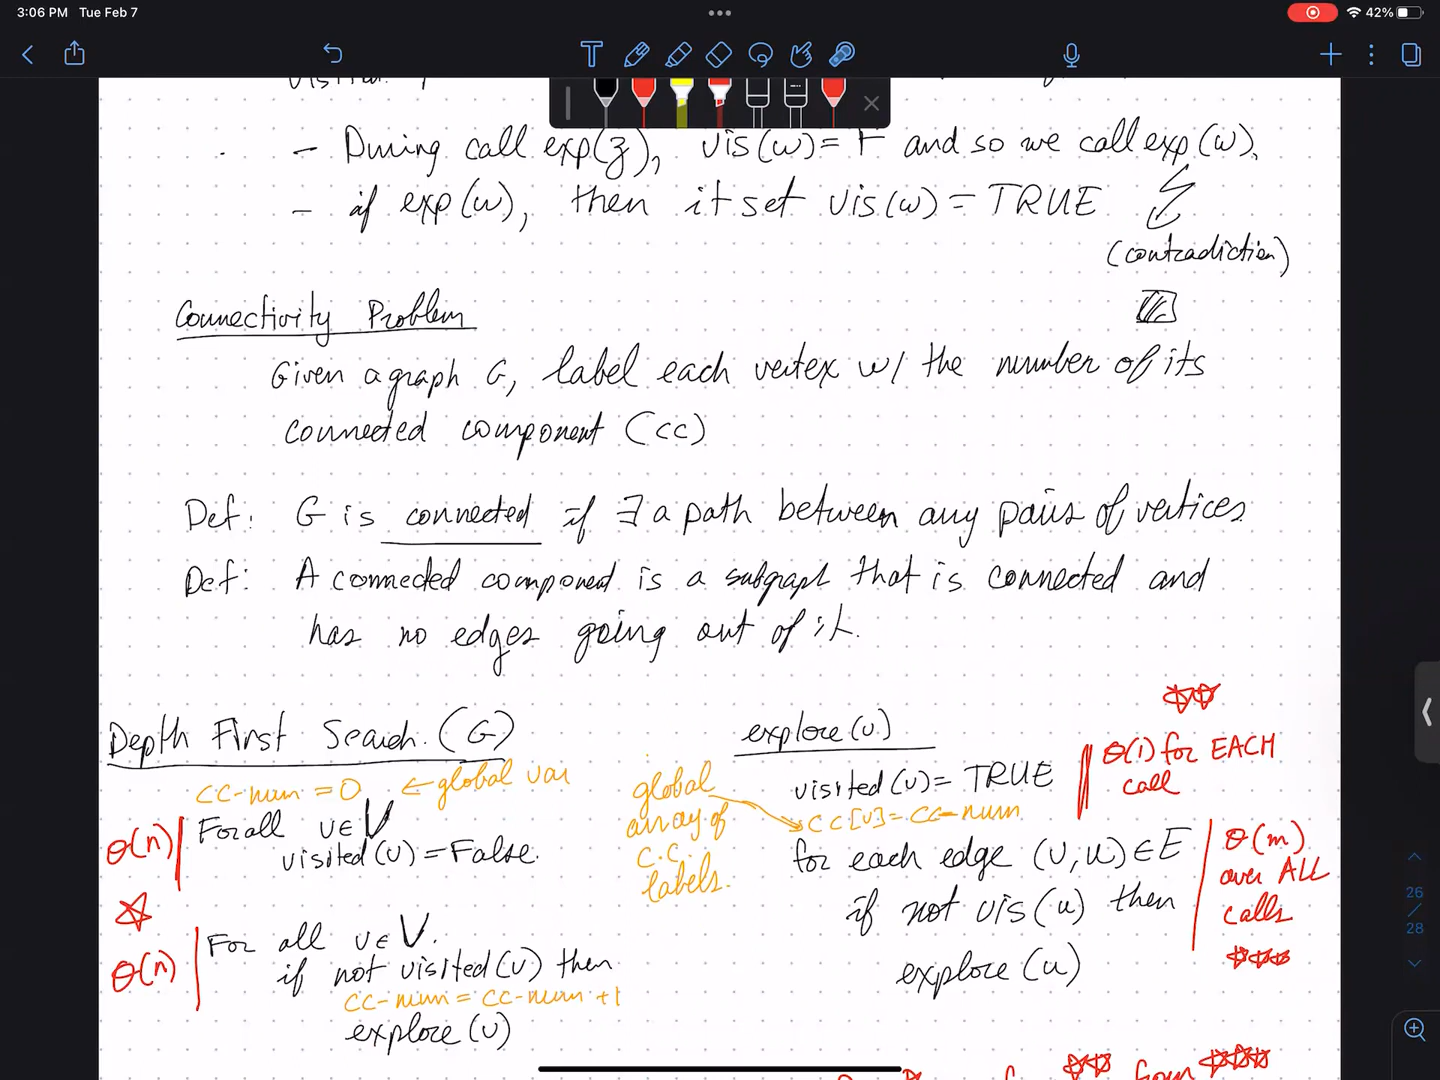 3:06 PM Tue Feb 7
42%
- During call exp(z), vis(w) = F and so we call exp(w).
- if exp(w), then it set vis(w) = TRUE
(contradiction)
Connectivity Problem
Given a graph G, label each vertex w/ the number of its
connected component (cc)
Def: G is connected if ∃ a path between any pairs of vertices.
Def: A connected component is a subgraph that is connected and
has no edges going out of it.
Depth First Search (G)
cc-num = 0 ← global var
θ(n) | For all v ∈ V
visited(v) = False.
θ(n) | For all v ∈ V.
if not visited(v) then
cc-num = cc-num + 1
explore(v)
global
array of
c.c.
labels.
explore(v)
visited(v) = TRUE
cc[v] = cc-num
for each edge (v,u) ∈ E
if not vis(u) then
explore(u)
θ(1) for EACH
call
θ(m)
over ALL
calls
26
/
28
from